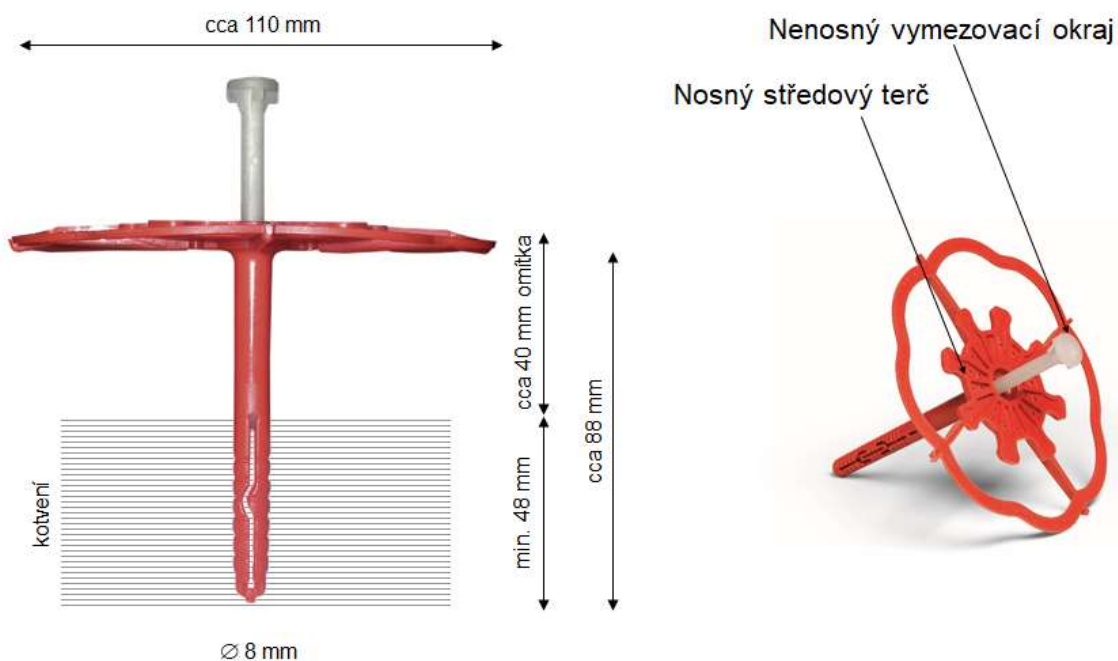 cca 110 mm
Nenosný vymezovací okraj
Nosný středový terč
cca 40 mm omítka
cca 88 mm
min. 48 mm
kotvení
∅ 8 mm